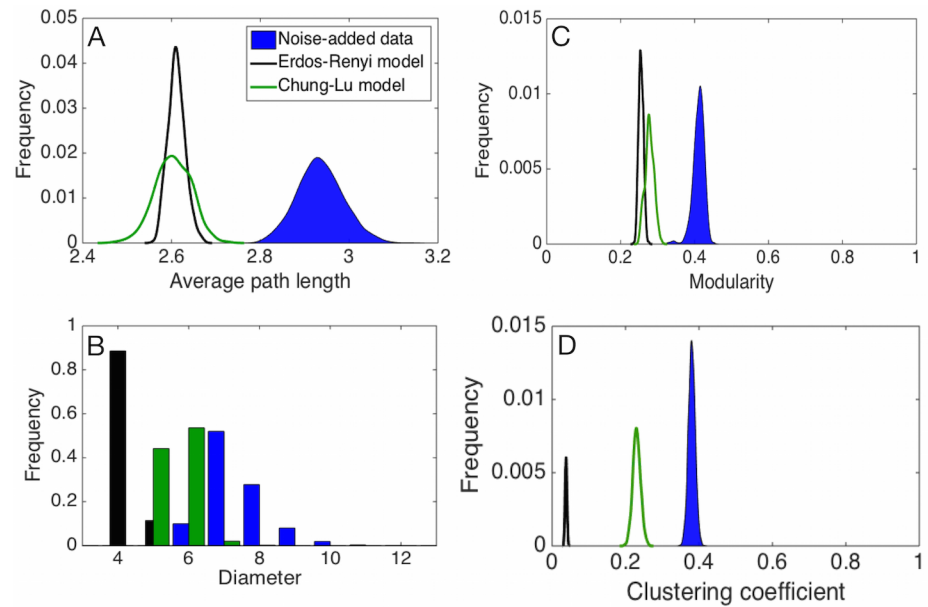 A
0.05
0.04
0.03
0.02
0.01
0
Frequency
2.4 2.6 2.8 3 3.2
Average path length
Noise-added data
Erdos-Renyi model
Chung-Lu model
C
0.015
0.01
0.005
0
Frequency
0 0.2 0.4 0.6 0.8 1
Modularity
B
1
0.8
0.6
0.4
0.2
0
Frequency
4 6 8 10 12
Diameter
D
0.015
0.01
0.005
0
Frequency
0 0.2 0.4 0.6 0.8 1
Clustering coefficient